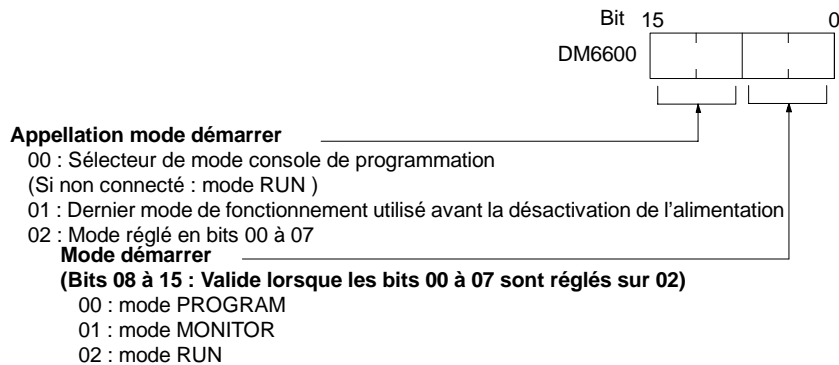 Bit 15 0
DM6600
Appellation mode démarrer
00 : Sélecteur de mode console de programmation
(Si non connecté : mode RUN )
01 : Dernier mode de fonctionnement utilisé avant la désactivation de l’alimentation
02 : Mode réglé en bits 00 à 07
Mode démarrer
(Bits 08 à 15 : Valide lorsque les bits 00 à 07 sont réglés sur 02)
00 : mode PROGRAM
01 : mode MONITOR
02 : mode RUN